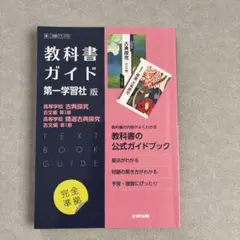 教科書
ガイド
第一学習社 版
高等学校 古典探究
古文編 第Ⅰ部
高等学校 精選古典探究
古文編 第Ⅰ部
TEXT
BOOK
GUIDE
完全
準拠
教科書の内容がよくわかる
教科書の
公式ガイドブック
要点がわかる
問題の解き方がわかる
予習・復習にぴったり